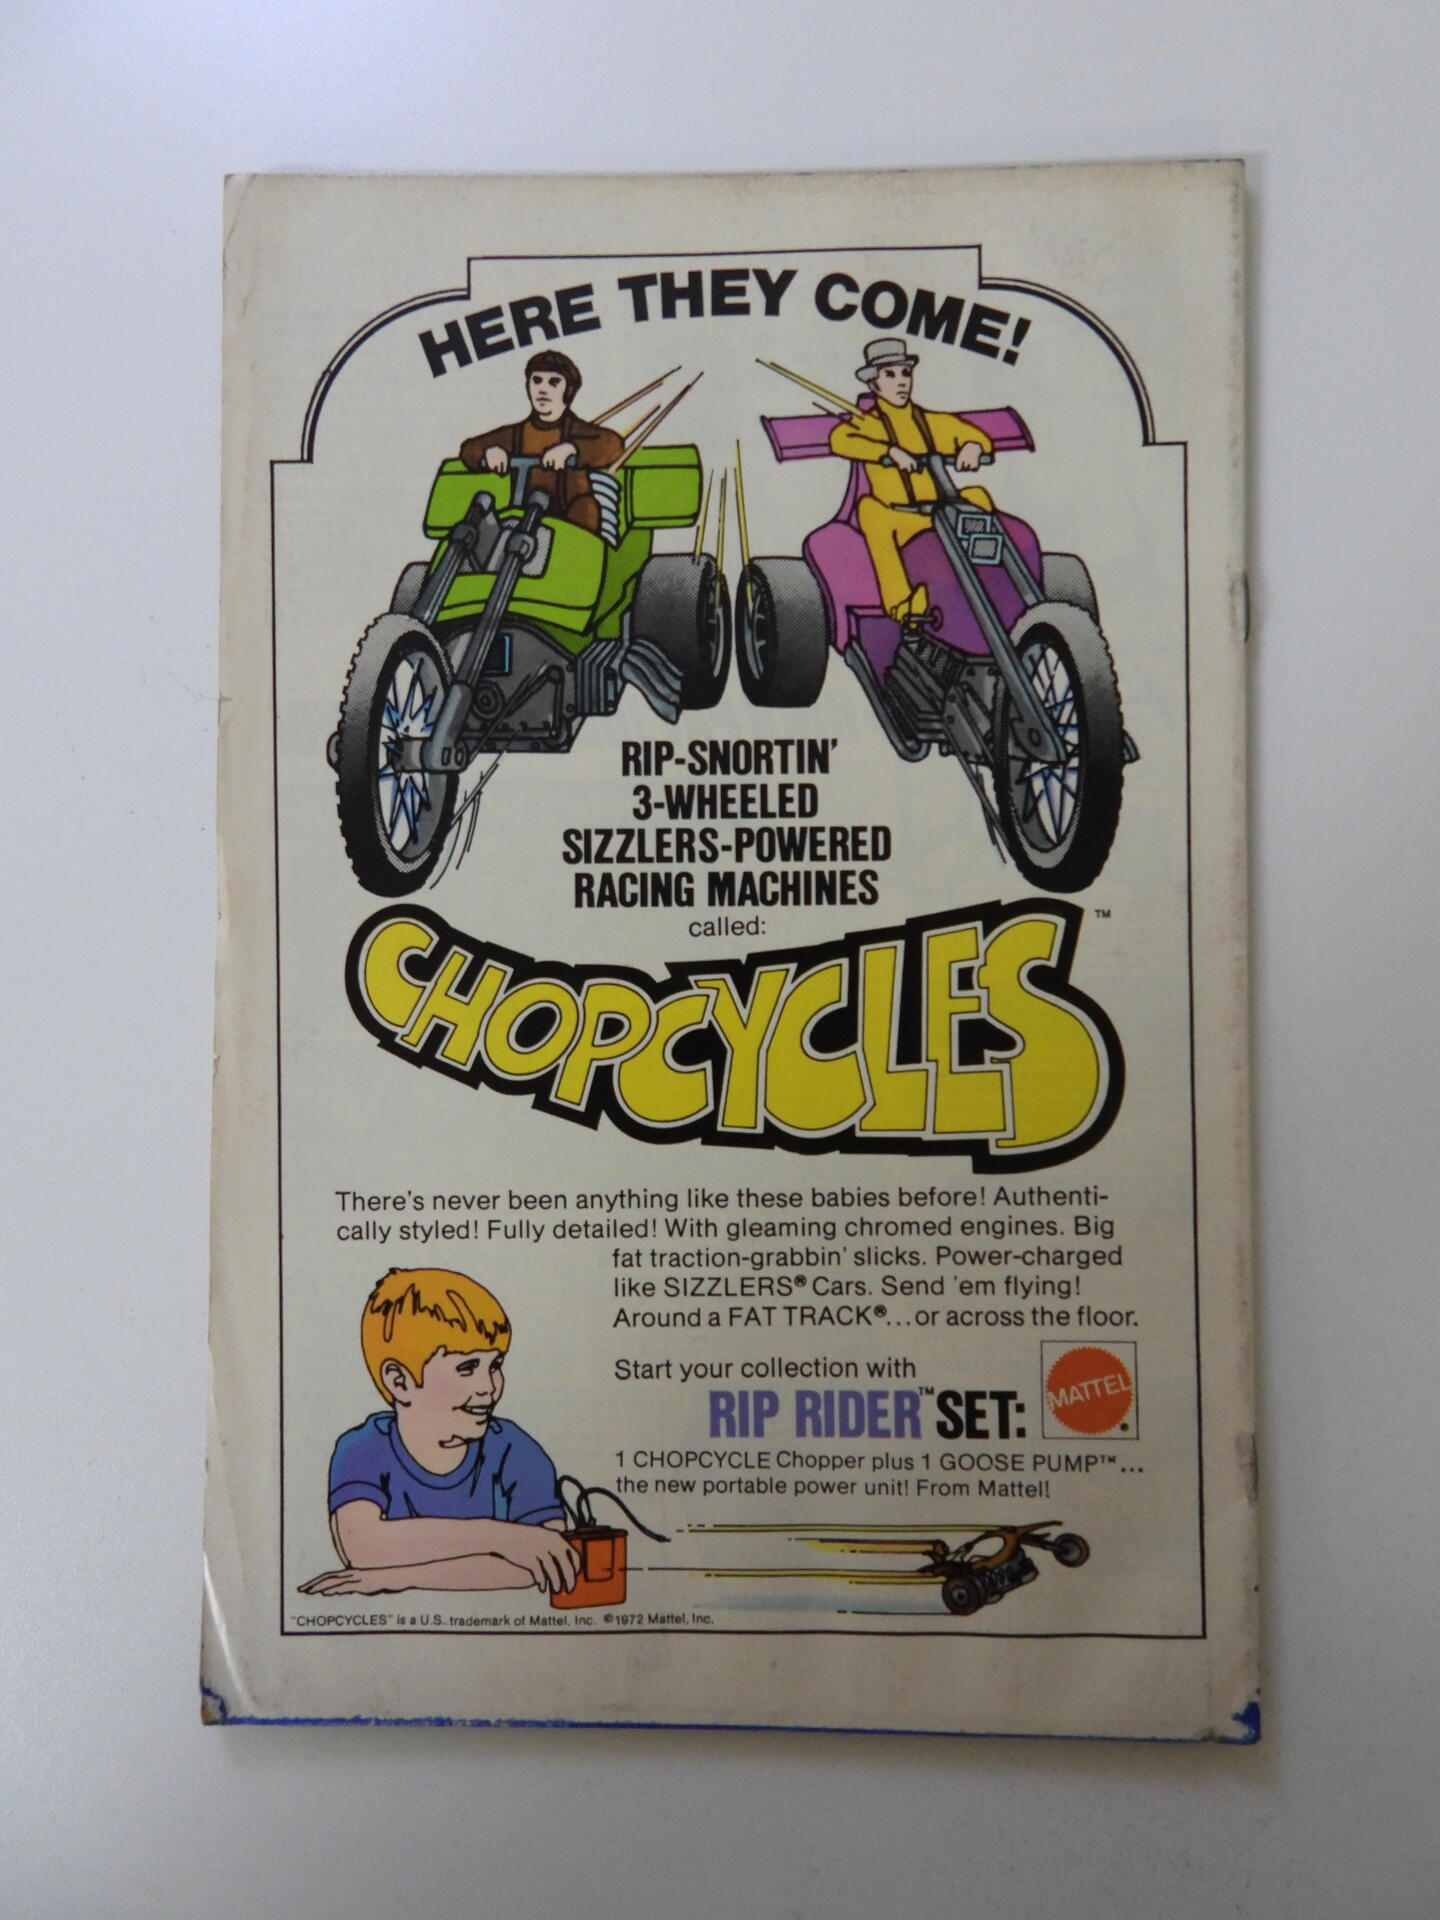 HERE THEY COME!
RIP-SNORTIN'
3-WHEELED
SIZZLERS-POWERED
RACING MACHINES
called:
CHOPCYCLES™
There's never been anything like these babies before! Authenti-
cally styled! Fully detailed! With gleaming chromed engines. Big
fat traction-grabbin' slicks. Power-charged
like SIZZLERS® Cars. Send 'em flying!
Around a FAT TRACK®...or across the floor.
Start your collection with
RIP RIDER™ SET:
MATTEL®
1 CHOPCYCLE Chopper plus 1 GOOSE PUMP™...
the new portable power unit! From Mattel!
"CHOPCYCLES" is a U.S. trademark of Mattel, Inc. ©1972 Mattel, Inc.